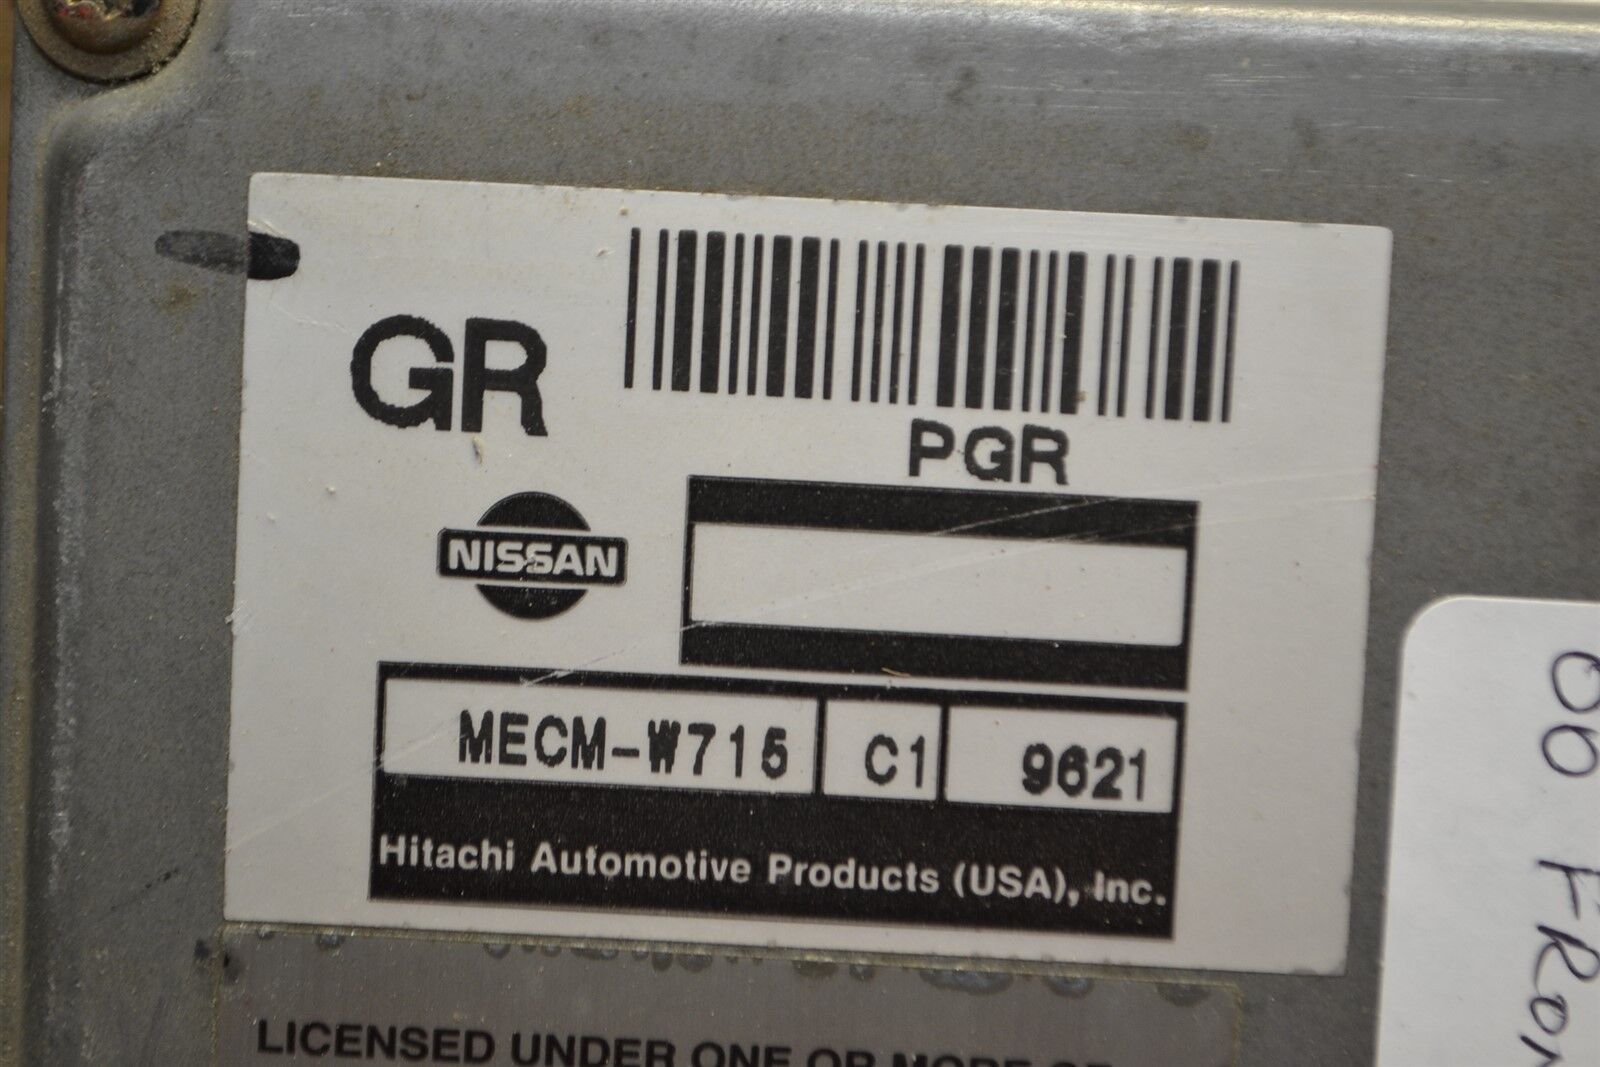 GR
PGR
NISSAN
MECM-W715 C1 9621
Hitachi Automotive Products (USA), Inc.
LICENSED UNDER ONE OR MORE OF
00 FRON